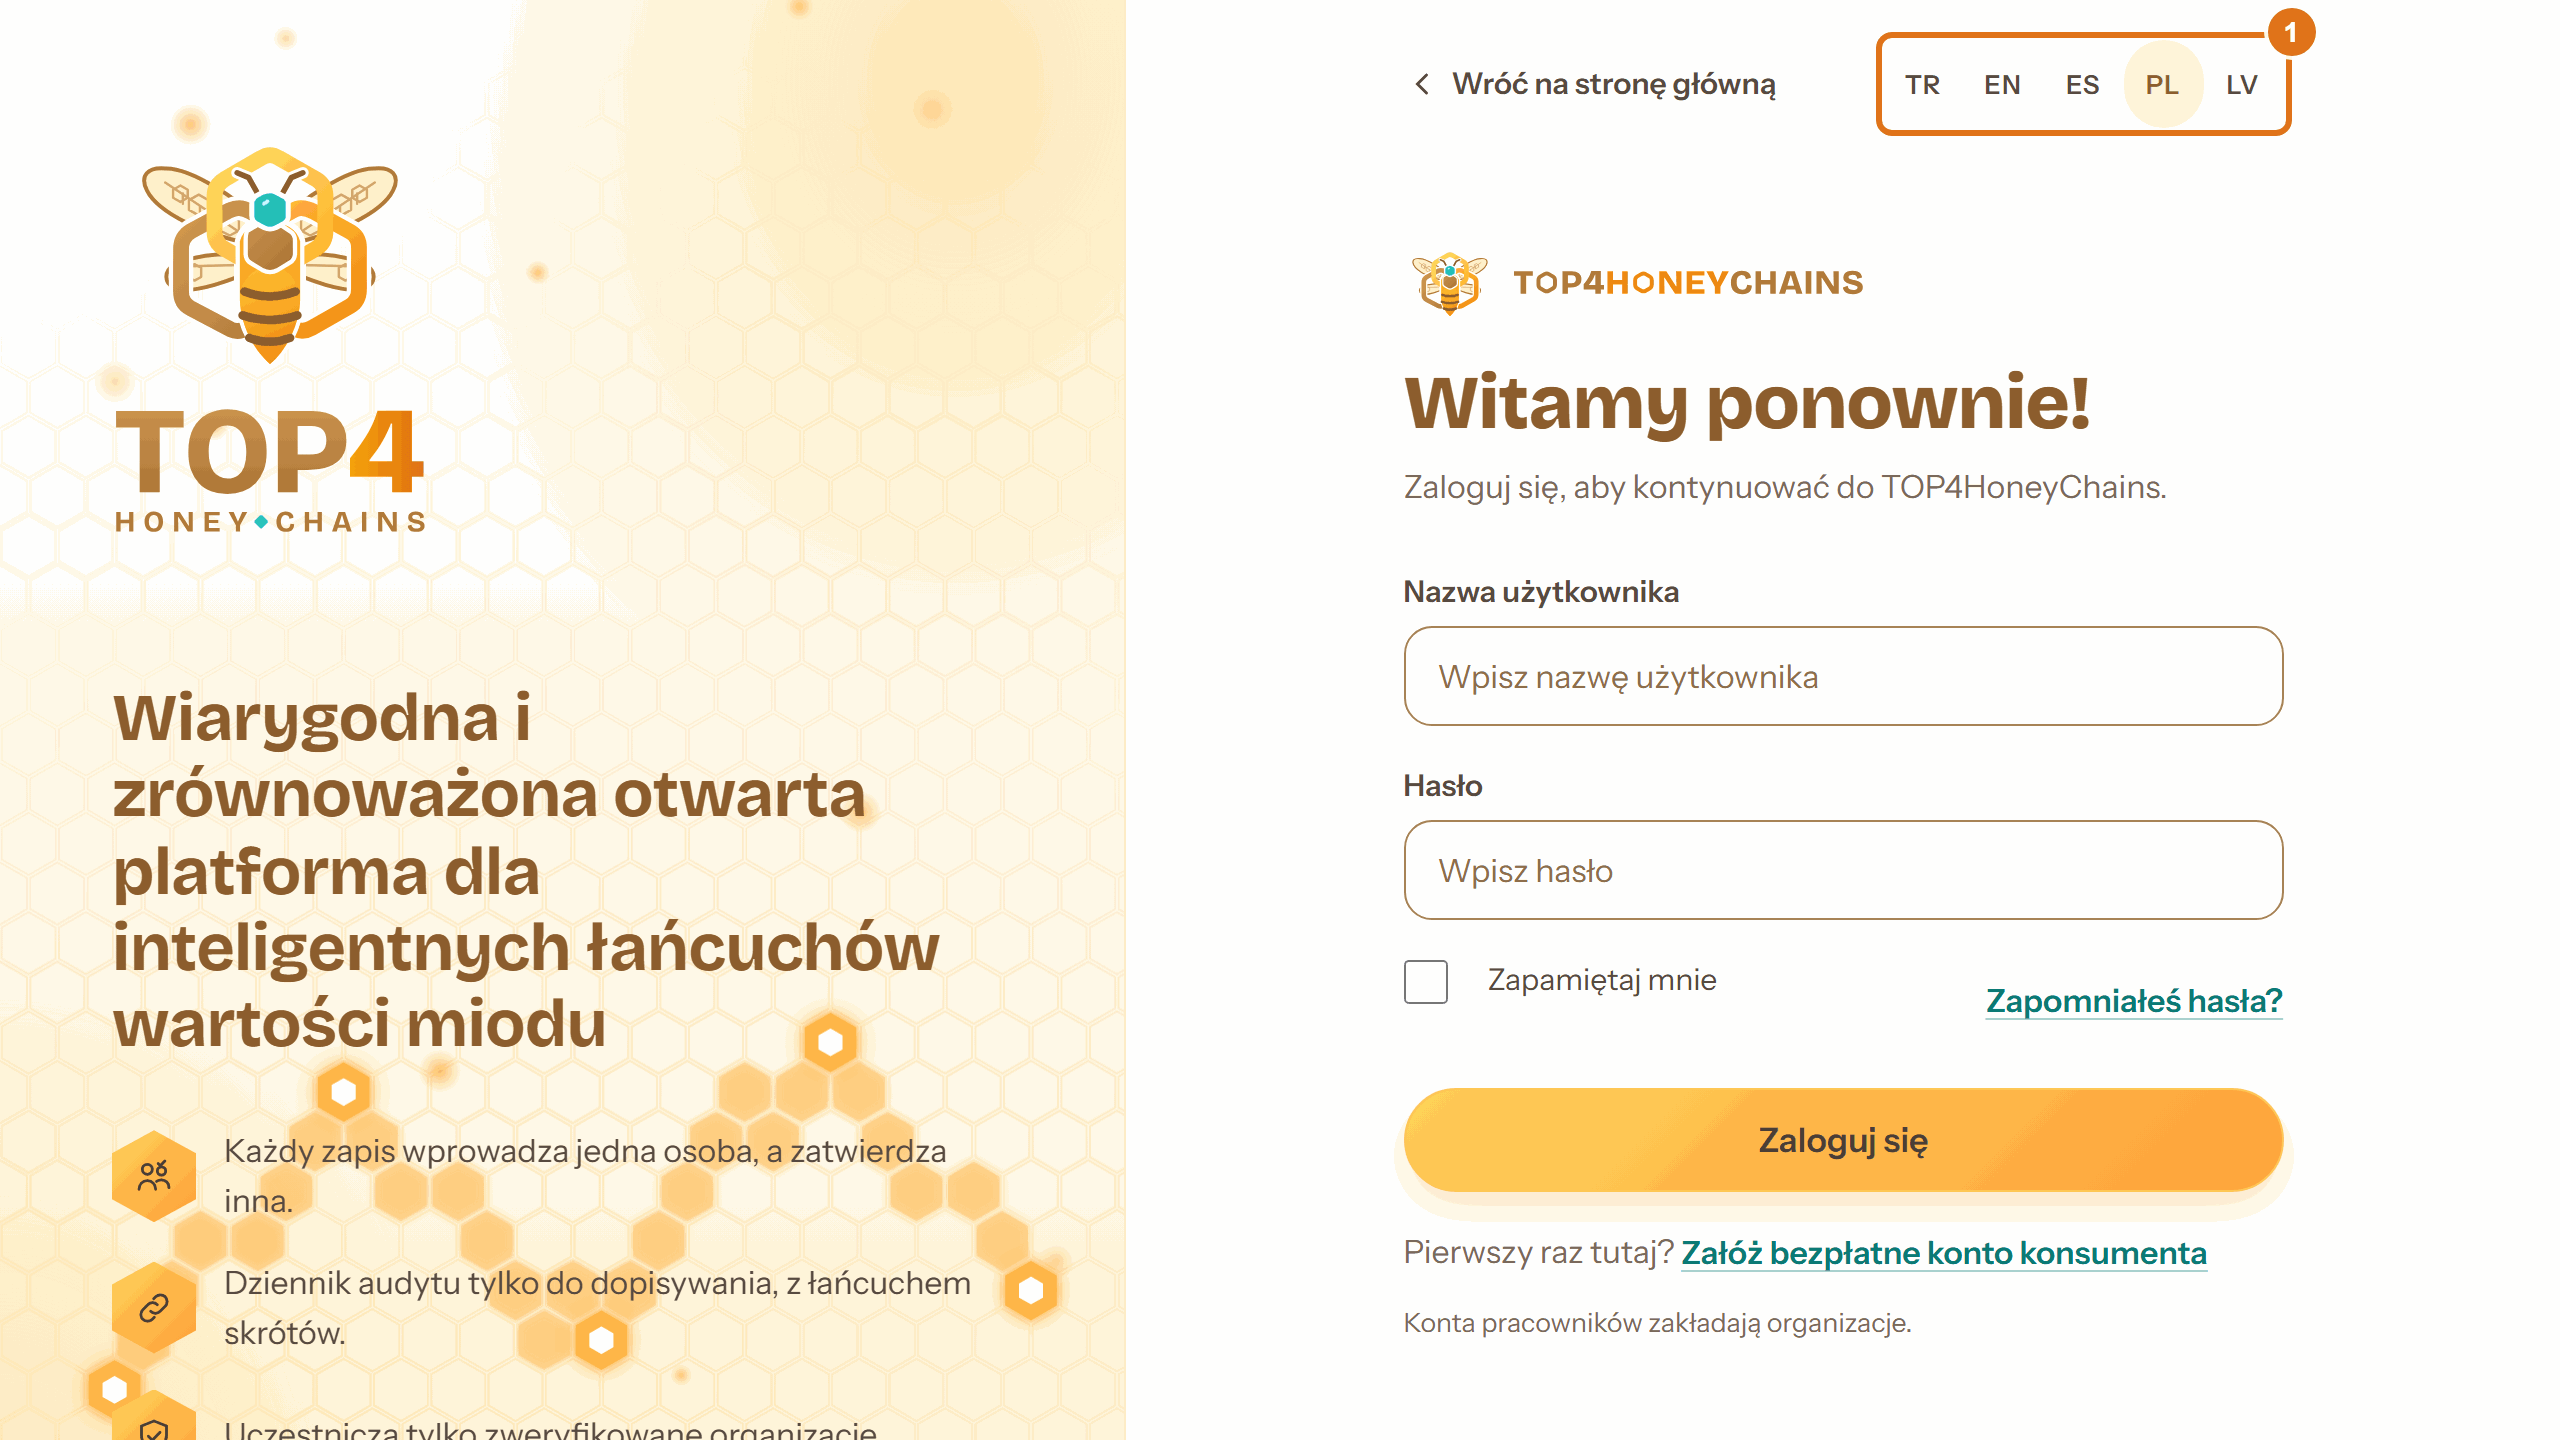 TOP4
HONEY CHAINS
Wiarygodna i
zrównoważona otwarta
platforma dla
inteligentnych łańcuchów
wartości miodu
Każdy zapis wprowadza jedna osoba, a zatwierdza
inna.
Dziennik audytu tylko do dopisywania, z łańcuchem
skrótów.
Uczestniczą tylko zweryfikowane organizacje
Wróć na stronę główną
TR EN ES PL LV
1
TOP4HONEYCHAINS
Witamy ponownie!
Zaloguj się, aby kontynuować do TOP4HoneyChains.
Nazwa użytkownika
Wpisz nazwę użytkownika
Hasło
Wpisz hasło
Zapamiętaj mnie
Zapomniałeś hasła?
Zaloguj się
Pierwszy raz tutaj? Załóż bezpłatne konto konsumenta
Konta pracowników zakładają organizacje.